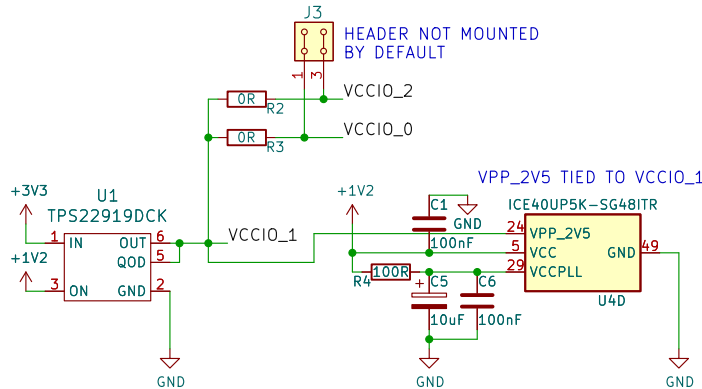 J3
HEADER NOT MOUNTED
BY DEFAULT
1
3
VCCIO_2
0R
R2
VCCIO_0
0R
R3
VPP_2V5 TIED TO VCCIO_1
+3V3
U1
TPS22919DCK
+1V2
C1
GND
100nF
ICE40UP5K-SG48ITR
1
IN
OUT
6
VCCIO_1
24
VPP_2V5
+1V2
QOD
5
5
VCC
GND
49
3
ON
GND
2
R4
100R
29
VCCPLL
+
C5
10uF
C6
100nF
U4D
GND
GND
GND